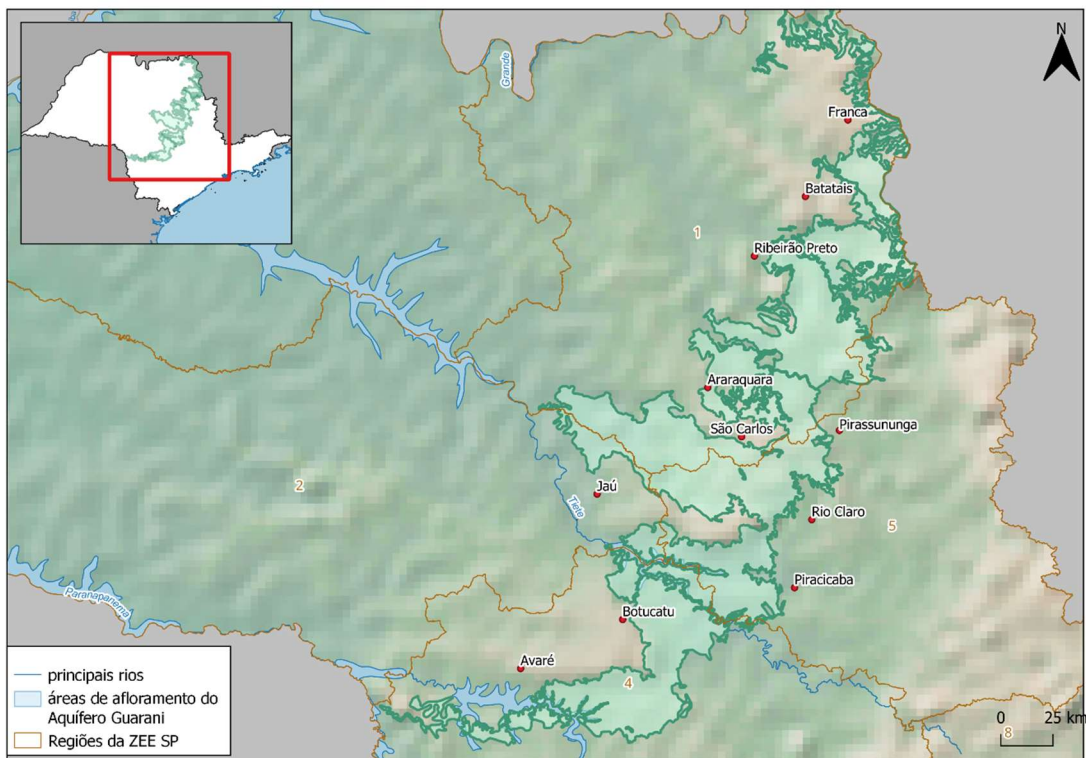 N
Grande
Franca
Batatais
1
Ribeirão Preto
Araraquara
São Carlos
Pirassununga
2
Jaú
Tiete
Rio Claro
5
Piracicaba
Paranapanema
Botucatu
Avaré
4
principais rios
áreas de afloramento do
Aquífero Guarani
Regiões da ZEE SP
0 25 km
8